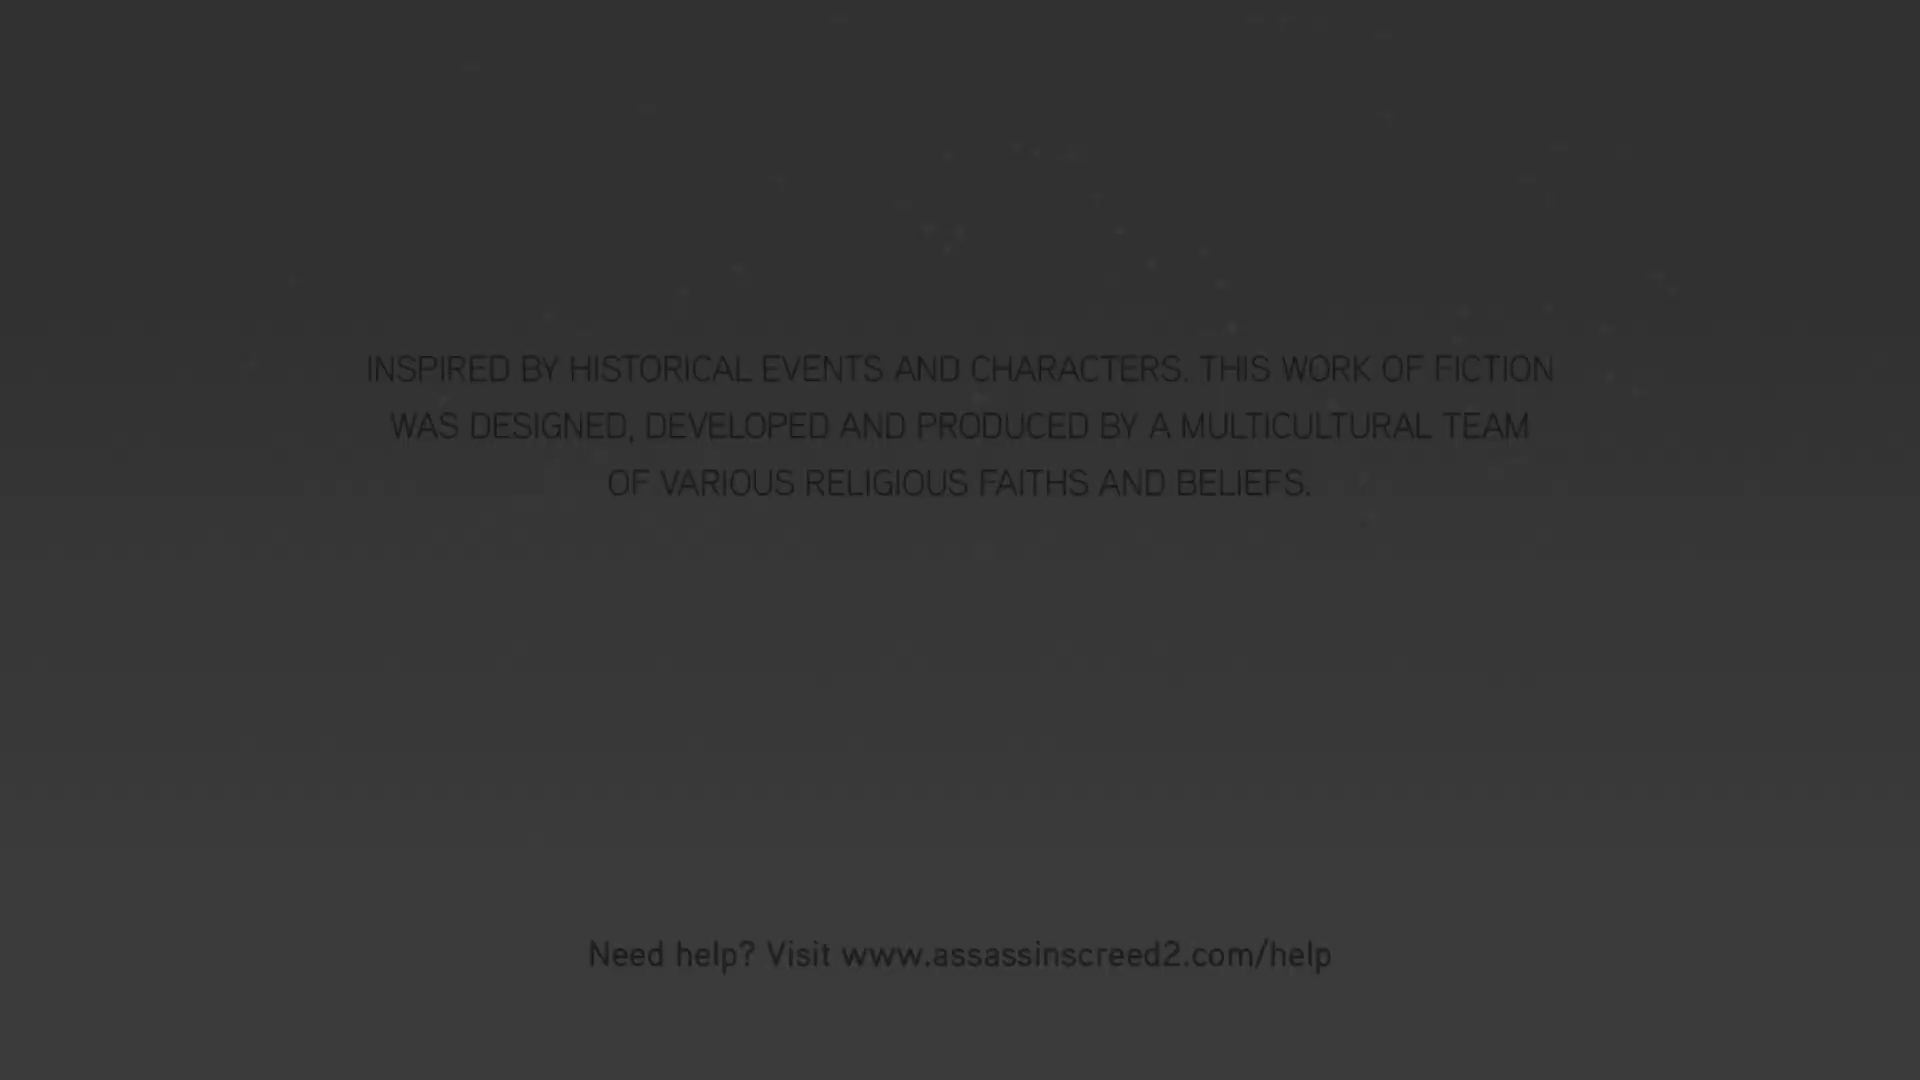 INSPIRED BY HISTORICAL EVENTS AND CHARACTERS. THIS WORK OF FICTION
WAS DESIGNED, DEVELOPED AND PRODUCED BY A MULTICULTURAL TEAM
OF VARIOUS RELIGIOUS FAITHS AND BELIEFS.
Need help? Visit www.assassinscreed2.com/help